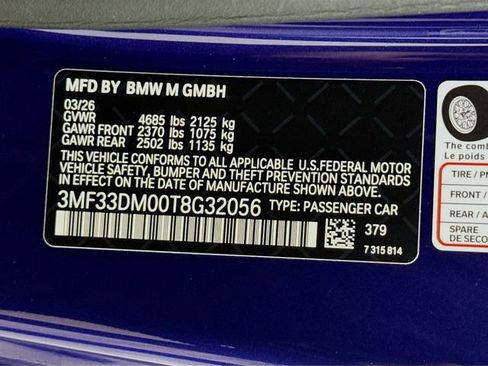 MFD BY BMW M GMBH
03/26
GVWR 4685 lbs 2125 kg
GAWR FRONT 2370 lbs 1075 kg
GAWR REAR 2502 lbs 1135 kg
THIS VEHICLE CONFORMS TO ALL APPLICABLE U.S.FEDERAL MOTOR
VEHICLE SAFETY, BUMPER AND THEFT PREVENTION STANDARDS
IN EFFECT ON THE DATE OF MANUFACTURE SHOWN ABOVE.
3MF33DM00T8G32056 TYPE: PASSENGER CAR
379
7 315 814
The com
Le poids
TIRE / PN
FRONT /
REAR / A
SPARE
DE SECO